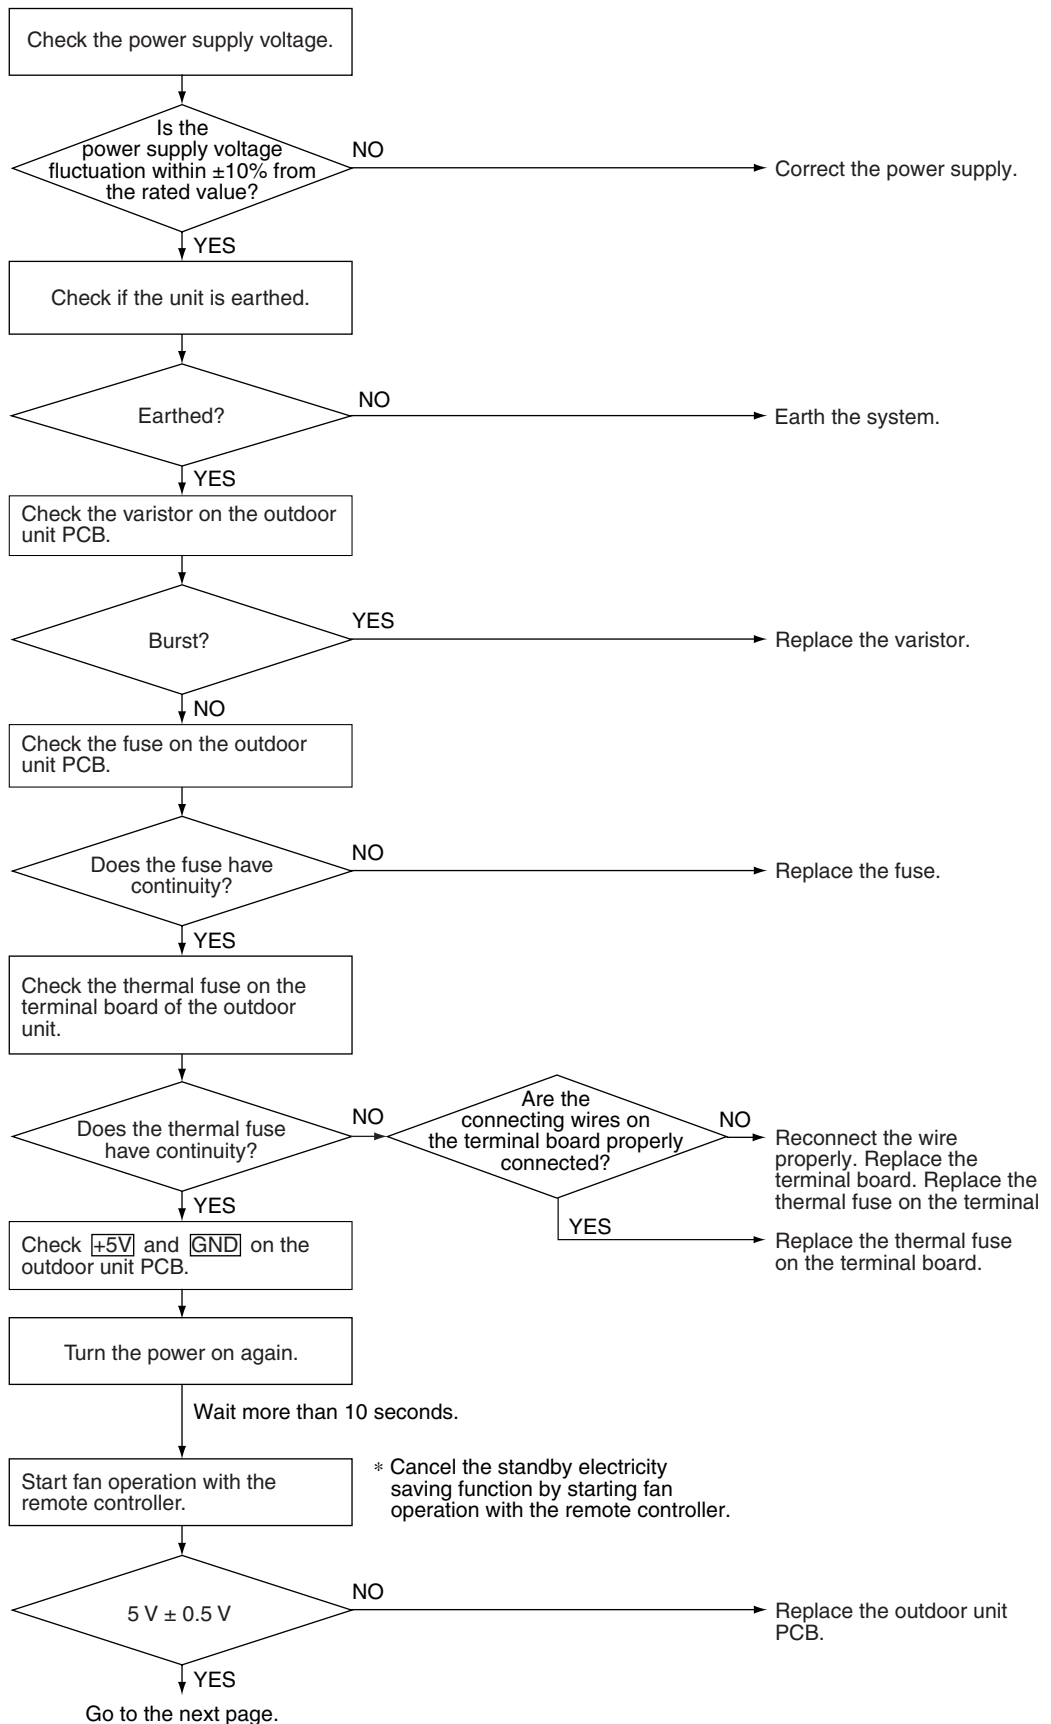 Check the power supply voltage.
Is the
power supply voltage
fluctuation within ±10% from
the rated value?
NO
Correct the power supply.
YES
Check if the unit is earthed.
Earthed?
NO
Earth the system.
YES
Check the varistor on the outdoor
unit PCB.
Burst?
YES
Replace the varistor.
NO
Check the fuse on the outdoor
unit PCB.
Does the fuse have
continuity?
NO
Replace the fuse.
YES
Check the thermal fuse on the
terminal board of the outdoor
unit.
Does the thermal fuse
have continuity?
NO
Are the
connecting wires on
the terminal board properly
connected?
NO
Reconnect the wire
properly. Replace the
terminal board. Replace the
thermal fuse on the terminal
YES
Replace the thermal fuse
on the terminal board.
YES
Check +5V and GND on the
outdoor unit PCB.
Turn the power on again.
Wait more than 10 seconds.
Start fan operation with the
remote controller.
* Cancel the standby electricity
saving function by starting fan
operation with the remote controller.
5 V ± 0.5 V
NO
Replace the outdoor unit
PCB.
YES
Go to the next page.